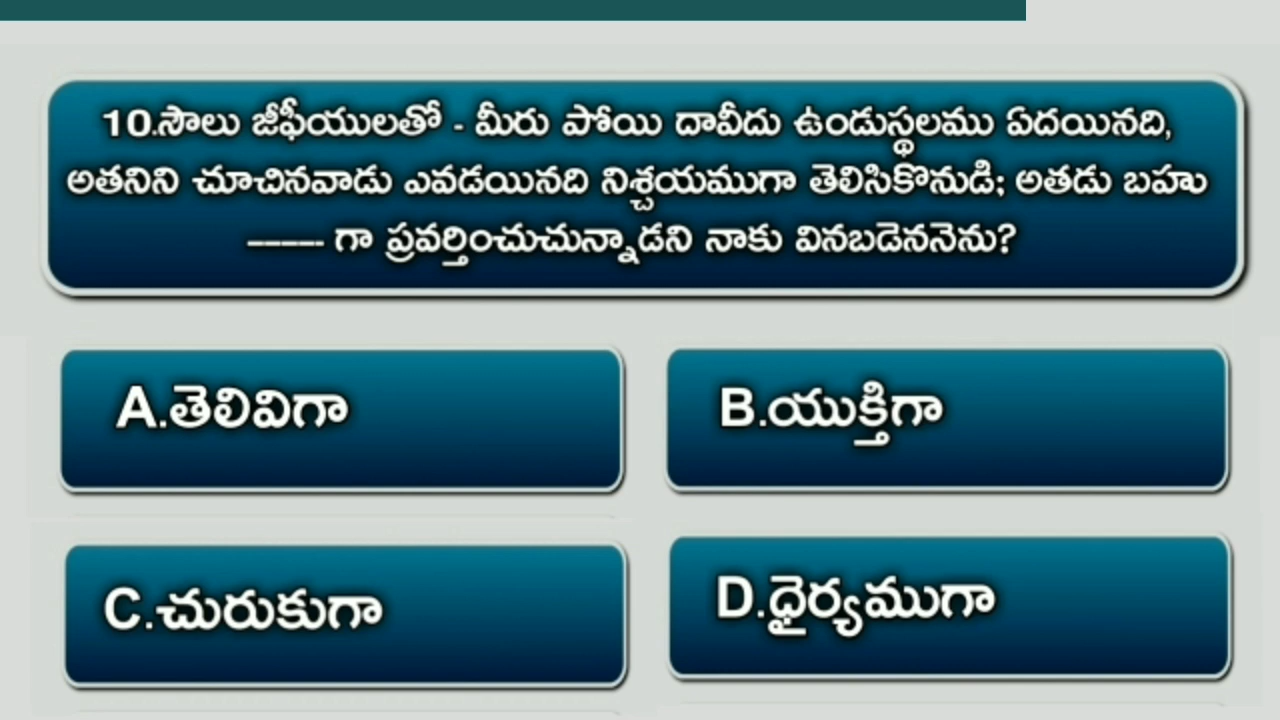 10.సౌలు జీఫీయులతో - మీరు పోయి దావీదు ఉండుస్థలము ఏదయినది,
అతనిని చూచినవాడు ఎవడయినది నిశ్చయముగా తెలిసికొనుడి; అతడు బహు
----- గా ప్రవర్తించుచున్నాడని నాకు వినబడెననెను?
A.తెలివిగా
B.యుక్తిగా
C.చురుకుగా
D.ధైర్యముగా